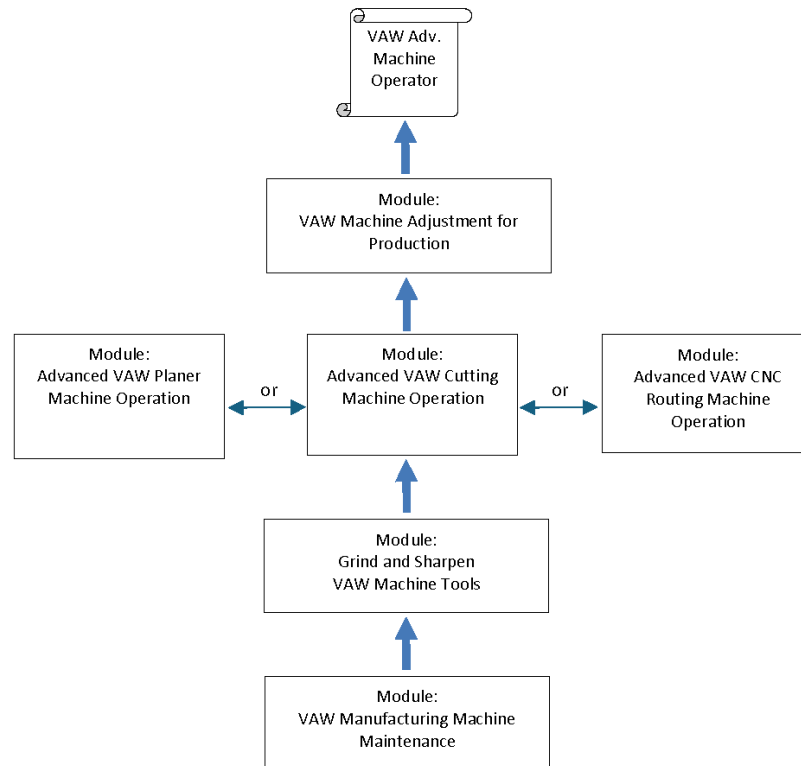 VAW Adv.
Machine
Operator
Module:
VAW Machine Adjustment for
Production
Module:
Advanced VAW Planer
Machine Operation
or
Module:
Advanced VAW Cutting
Machine Operation
or
Module:
Advanced VAW CNC
Routing Machine
Operation
Module:
Grind and Sharpen
VAW Machine Tools
Module:
VAW Manufacturing Machine
Maintenance